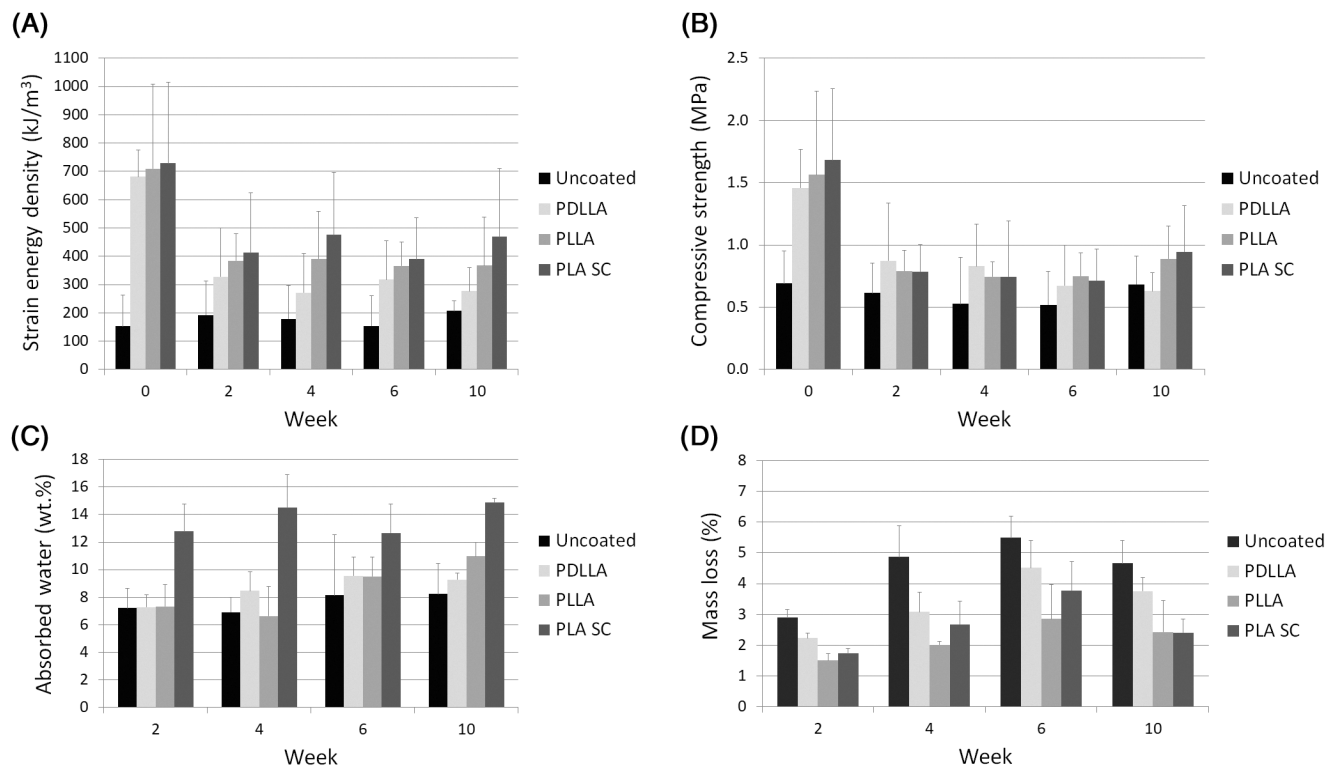 (A)
Strain energy density (kJ/m³)
1100
1000
900
800
700
600
500
400
300
200
100
0
0 2 4 6 10
Week
Uncoated
PDLLA
PLLA
PLA SC
(B)
Compressive strength (MPa)
2.5
2.0
1.5
1.0
0.5
0.0
0 2 4 6 10
Week
Uncoated
PDLLA
PLLA
PLA SC
(C)
Absorbed water (wt.%)
18
16
14
12
10
8
6
4
2
0
2 4 6 10
Week
Uncoated
PDLLA
PLLA
PLA SC
(D)
Mass loss (%)
8
7
6
5
4
3
2
1
0
2 4 6 10
Week
Uncoated
PDLLA
PLLA
PLA SC